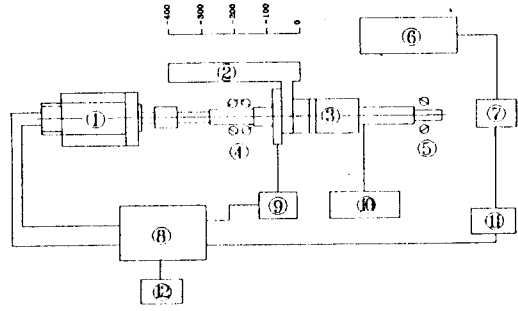 -400 -300 -200 -100 0
⑥
②
① ③ ⑦
④ ⑤
⑨ ⑩ ⑪
⑧
⑫